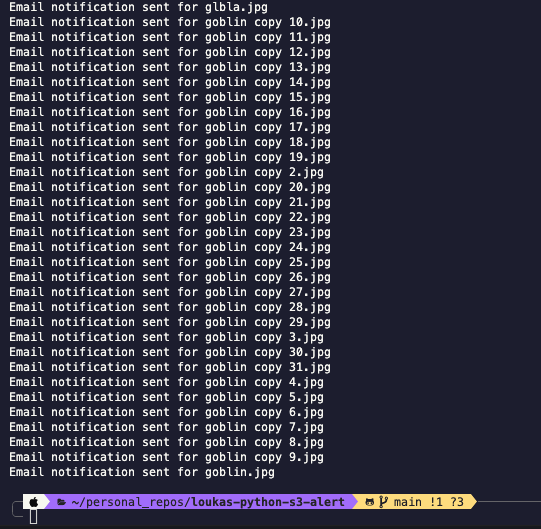 Email notification sent for glbla.jpg
Email notification sent for goblin copy 10.jpg
Email notification sent for goblin copy 11.jpg
Email notification sent for goblin copy 12.jpg
Email notification sent for goblin copy 13.jpg
Email notification sent for goblin copy 14.jpg
Email notification sent for goblin copy 15.jpg
Email notification sent for goblin copy 16.jpg
Email notification sent for goblin copy 17.jpg
Email notification sent for goblin copy 18.jpg
Email notification sent for goblin copy 19.jpg
Email notification sent for goblin copy 2.jpg
Email notification sent for goblin copy 20.jpg
Email notification sent for goblin copy 21.jpg
Email notification sent for goblin copy 22.jpg
Email notification sent for goblin copy 23.jpg
Email notification sent for goblin copy 24.jpg
Email notification sent for goblin copy 25.jpg
Email notification sent for goblin copy 26.jpg
Email notification sent for goblin copy 27.jpg
Email notification sent for goblin copy 28.jpg
Email notification sent for goblin copy 29.jpg
Email notification sent for goblin copy 3.jpg
Email notification sent for goblin copy 30.jpg
Email notification sent for goblin copy 31.jpg
Email notification sent for goblin copy 4.jpg
Email notification sent for goblin copy 5.jpg
Email notification sent for goblin copy 6.jpg
Email notification sent for goblin copy 7.jpg
Email notification sent for goblin copy 8.jpg
Email notification sent for goblin copy 9.jpg
Email notification sent for goblin.jpg
~/personal_repos/loukas-python-s3-alert main !1 ?3